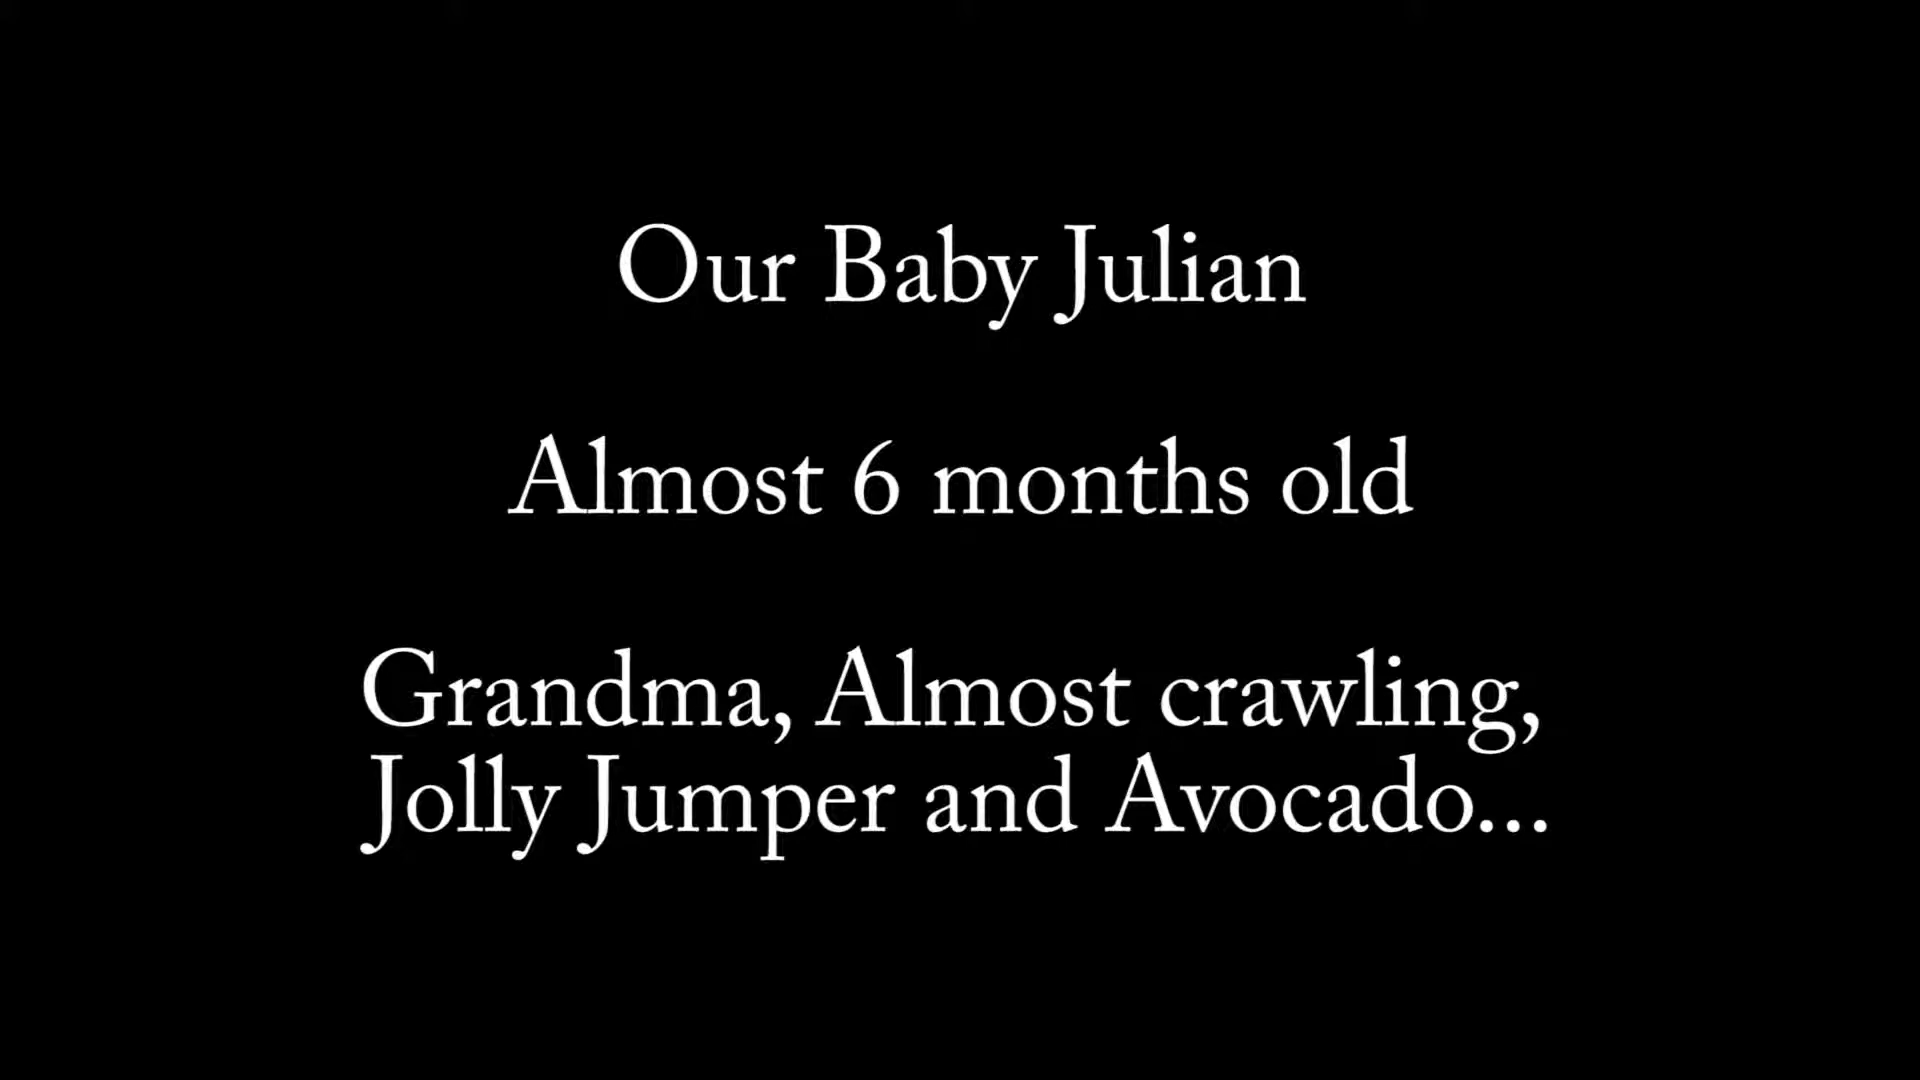 Our Baby Julian
Almost 6 months old
Grandma, Almost crawling,
Jolly Jumper and Avocado...